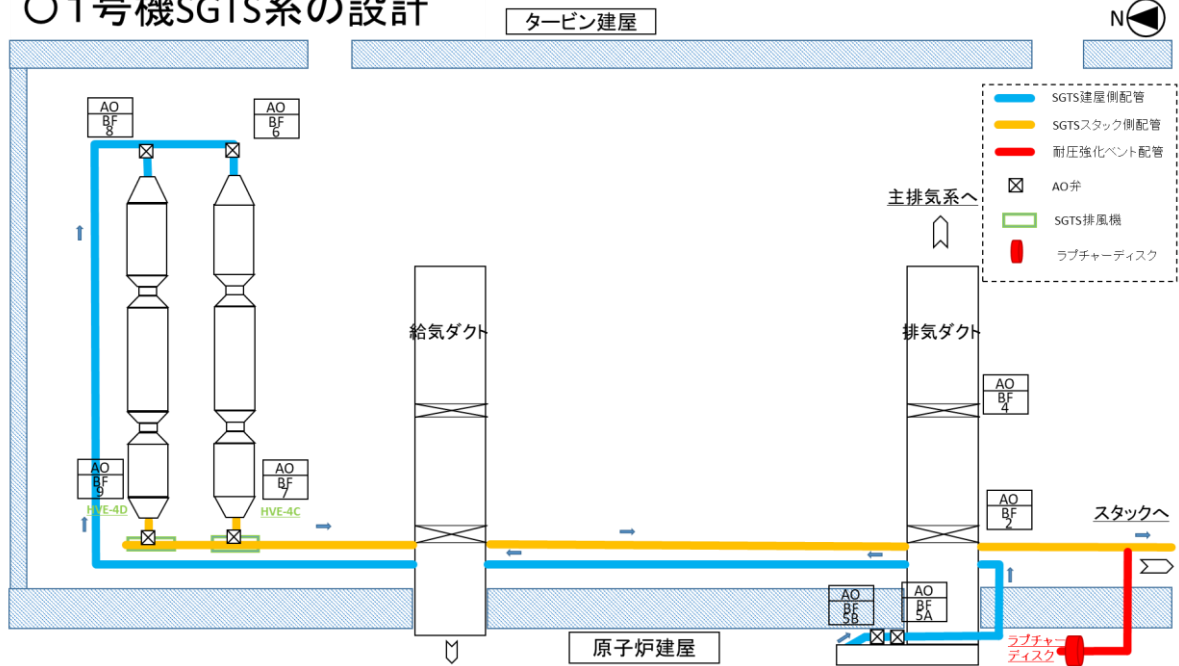 ○1号機SGTS系の設計
タービン建屋
N
AO
BF
8
AO
BF
6
SGTS建屋側配管
SGTSスタック側配管
耐圧強化ベント配管
AO弁
SGTS排風機
ラプチャーディスク
主排気系へ
給気ダクト
排気ダクト
AO
BF
4
AO
BF
9
HVE-4D
AO
BF
7
HVE-4C
AO
BF
2
スタックへ
AO
BF
5B
AO
BF
5A
原子炉建屋
ラプチャー
ディスク